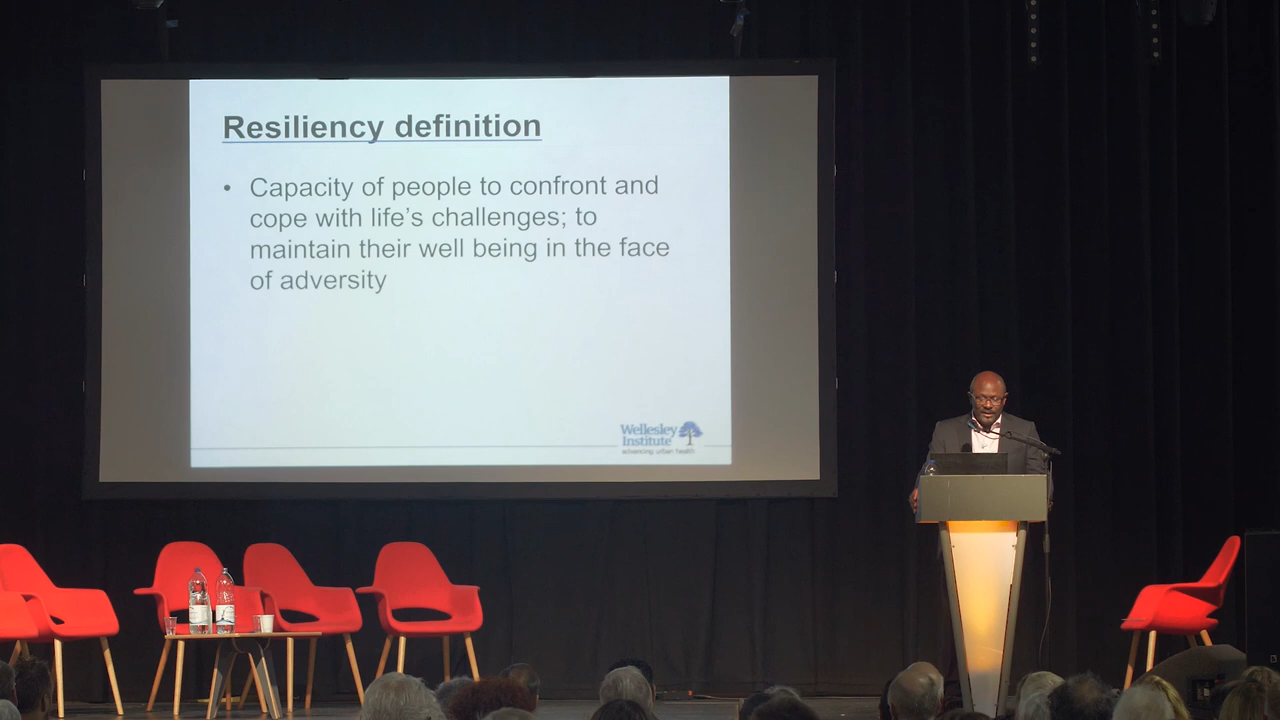 Resiliency definition
• Capacity of people to confront and
cope with life's challenges; to
maintain their well being in the face
of adversity
Wellesley
Institute
advancing urban health